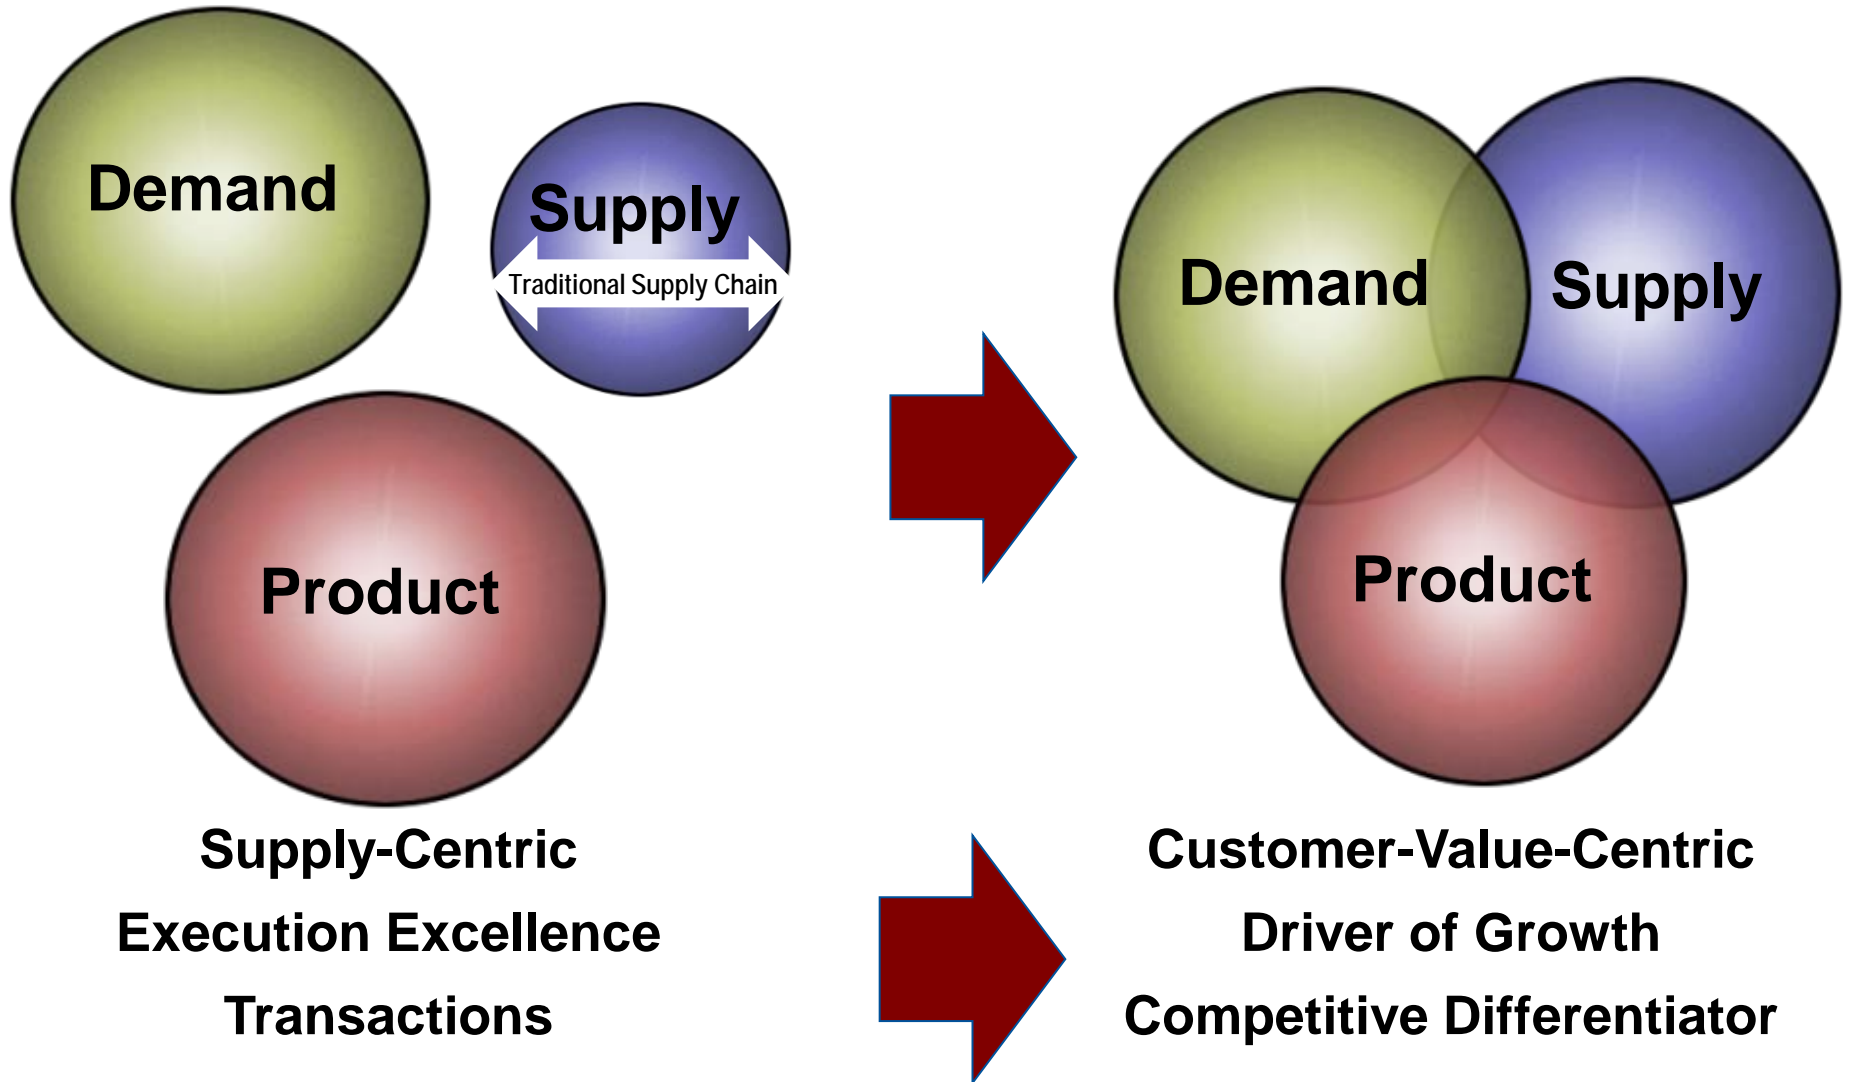 Demand
Supply
Traditional Supply Chain
Product
Demand
Supply
Product
Supply-Centric
Execution Excellence
Transactions
Customer-Value-Centric
Driver of Growth
Competitive Differentiator